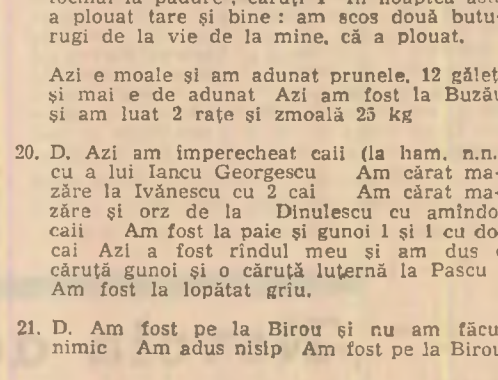 a plouat tare și bine : am scos două butu-
rugi de la vie de la mine, că a plouat.
Azi e moale și am adunat prunele, 12 găleț
și mai e de adunat Azi am fost la Buzău
și am luat 2 rațe și zmoală 25 kg
20. D. Azi am împerecheat caii (la ham, n.n.
cu a lui Iancu Georgescu Am cărat ma-
zăre la Ivănescu cu 2 cai Am cărat ma-
zăre și orz de la Dinulescu cu amîndo
caii Am fost la paie și gunoi 1 și 1 cu do
cai Azi a fost rîndul meu și am dus
căruță gunoi și o căruță luternă la Pascu
Am fost la lopătat grîu.
21. D. Am fost pe la Birou și nu am făcu
nimic Am adus nisip Am fost pe la Birou